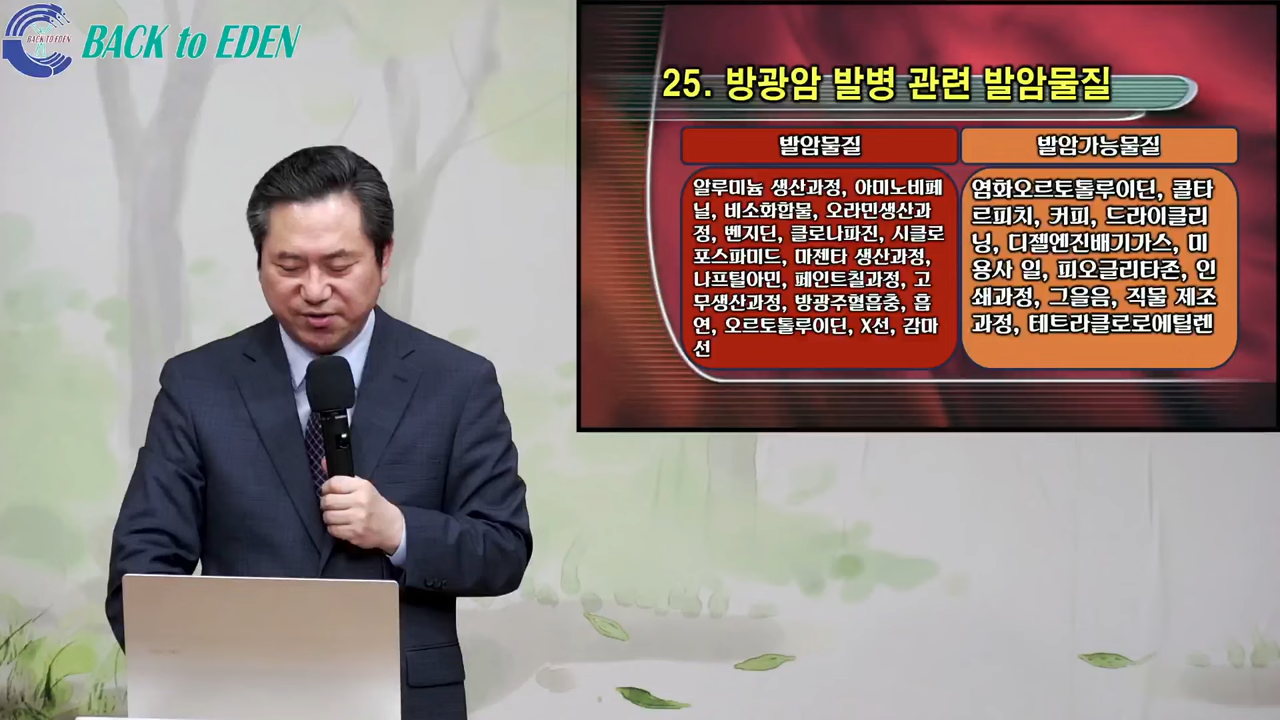 BACK TO EDEN
BACK to EDEN
25. 방광암 발병 관련 발암물질
발암물질
알루미늄 생산과정, 아미노비페
닐, 비소화합물, 오라민생산과
정, 벤지딘, 클로나파진, 시클로
포스파미드, 마젠타 생산과정,
나프틸아민, 페인트칠과정, 고
무생산과정, 방광주혈흡충, 흡
연, 오르토톨루이딘, X선, 감마
선
발암가능물질
염화오르토톨루이딘, 콜타
르피치, 커피, 드라이클리
닝, 디젤엔진배기가스, 미
용사 일, 피오글리타존, 인
쇄과정, 그을음, 직물 제조
과정, 테트라클로로에틸렌